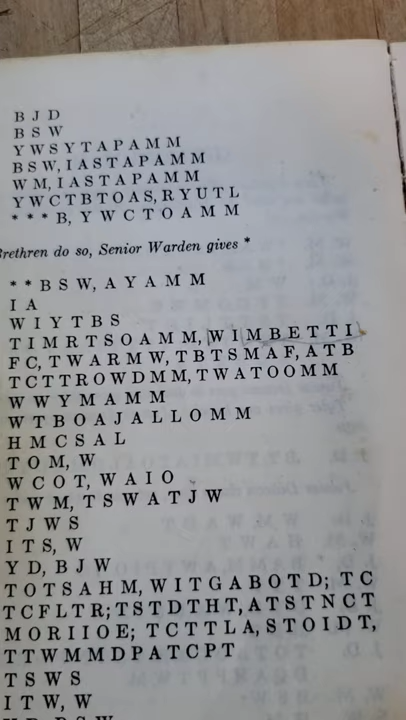 B J D
B S W
Y W S Y T A P A M M
B S W, I A S T A P A M M
W M, I A S T A P A M M
Y W C T B T O A S, R Y U T L
* * * B, Y W C T O A M M
Brethren do so, Senior Warden gives *
* * B S W, A Y A M M
I A
W I Y T B S
T I M R T S O A M M, W I M B E T T I
F C, T W A R M W, T B T S M A F, A T B
T C T T R O W D M M, T W A T O O M M
W W Y M A M M
W T B O A J A L L O M M
H M C S A L
T O M, W
W C O T, W A I O
T W M, T S W A T J W
T J W S
I T S, W
Y D, B J W
T O T S A H M, W I T G A B O T D; T C
T C F L T R; T S T D T H T, A T S T N C T
M O R I I O E; T C T T L A, S T O I D T,
T T W M M D P A T C P T
T S W S
I T W, W